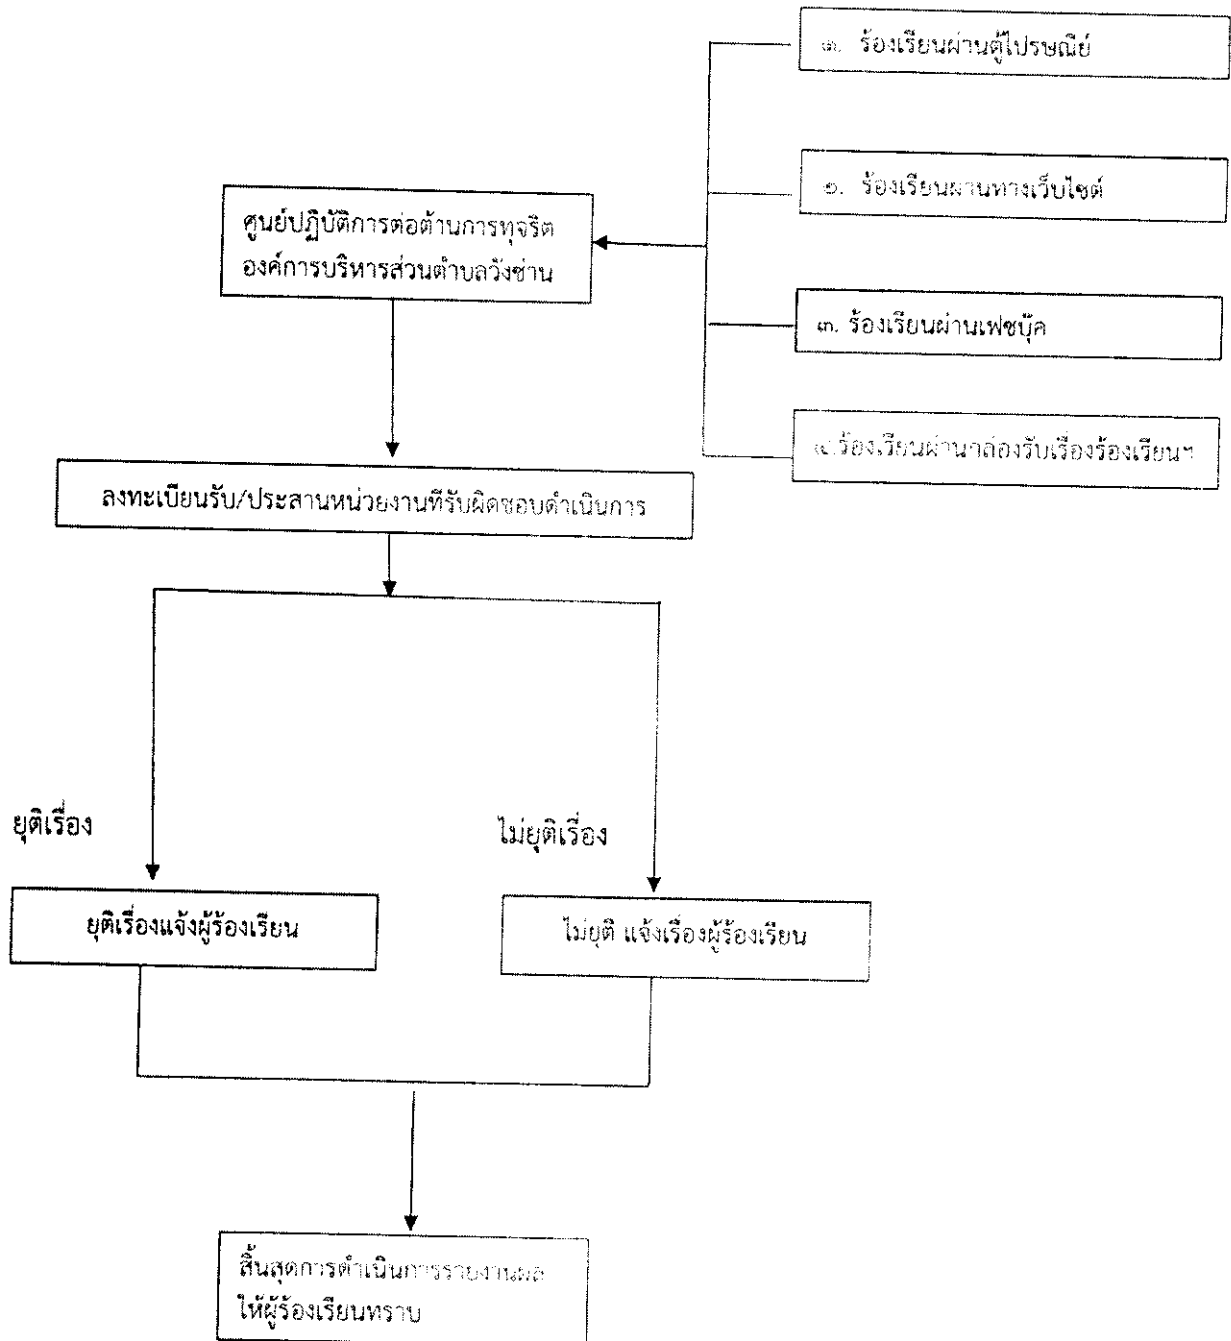 ๑. ร้องเรียนผ่านตู้ไปรษณีย์
๒. ร้องเรียนผ่านทางเว็บไซต์
ศูนย์ปฏิบัติการต่อต้านการทุจริต
องค์การบริหารส่วนตำบลวังซ่าน
๓. ร้องเรียนผ่านเฟซบุ๊ค
๔.ร้องเรียนผ่านกล่องรับเรื่องร้องเรียนฯ
ลงทะเบียนรับ/ประสานหน่วยงานที่รับผิดชอบดำเนินการ
ยุติเรื่อง
ไม่ยุติเรื่อง
ยุติเรื่องแจ้งผู้ร้องเรียน
ไม่ยุติ แจ้งเรื่องผู้ร้องเรียน
สิ้นสุดการดำเนินการรายงานผล
ให้ผู้ร้องเรียนทราบ